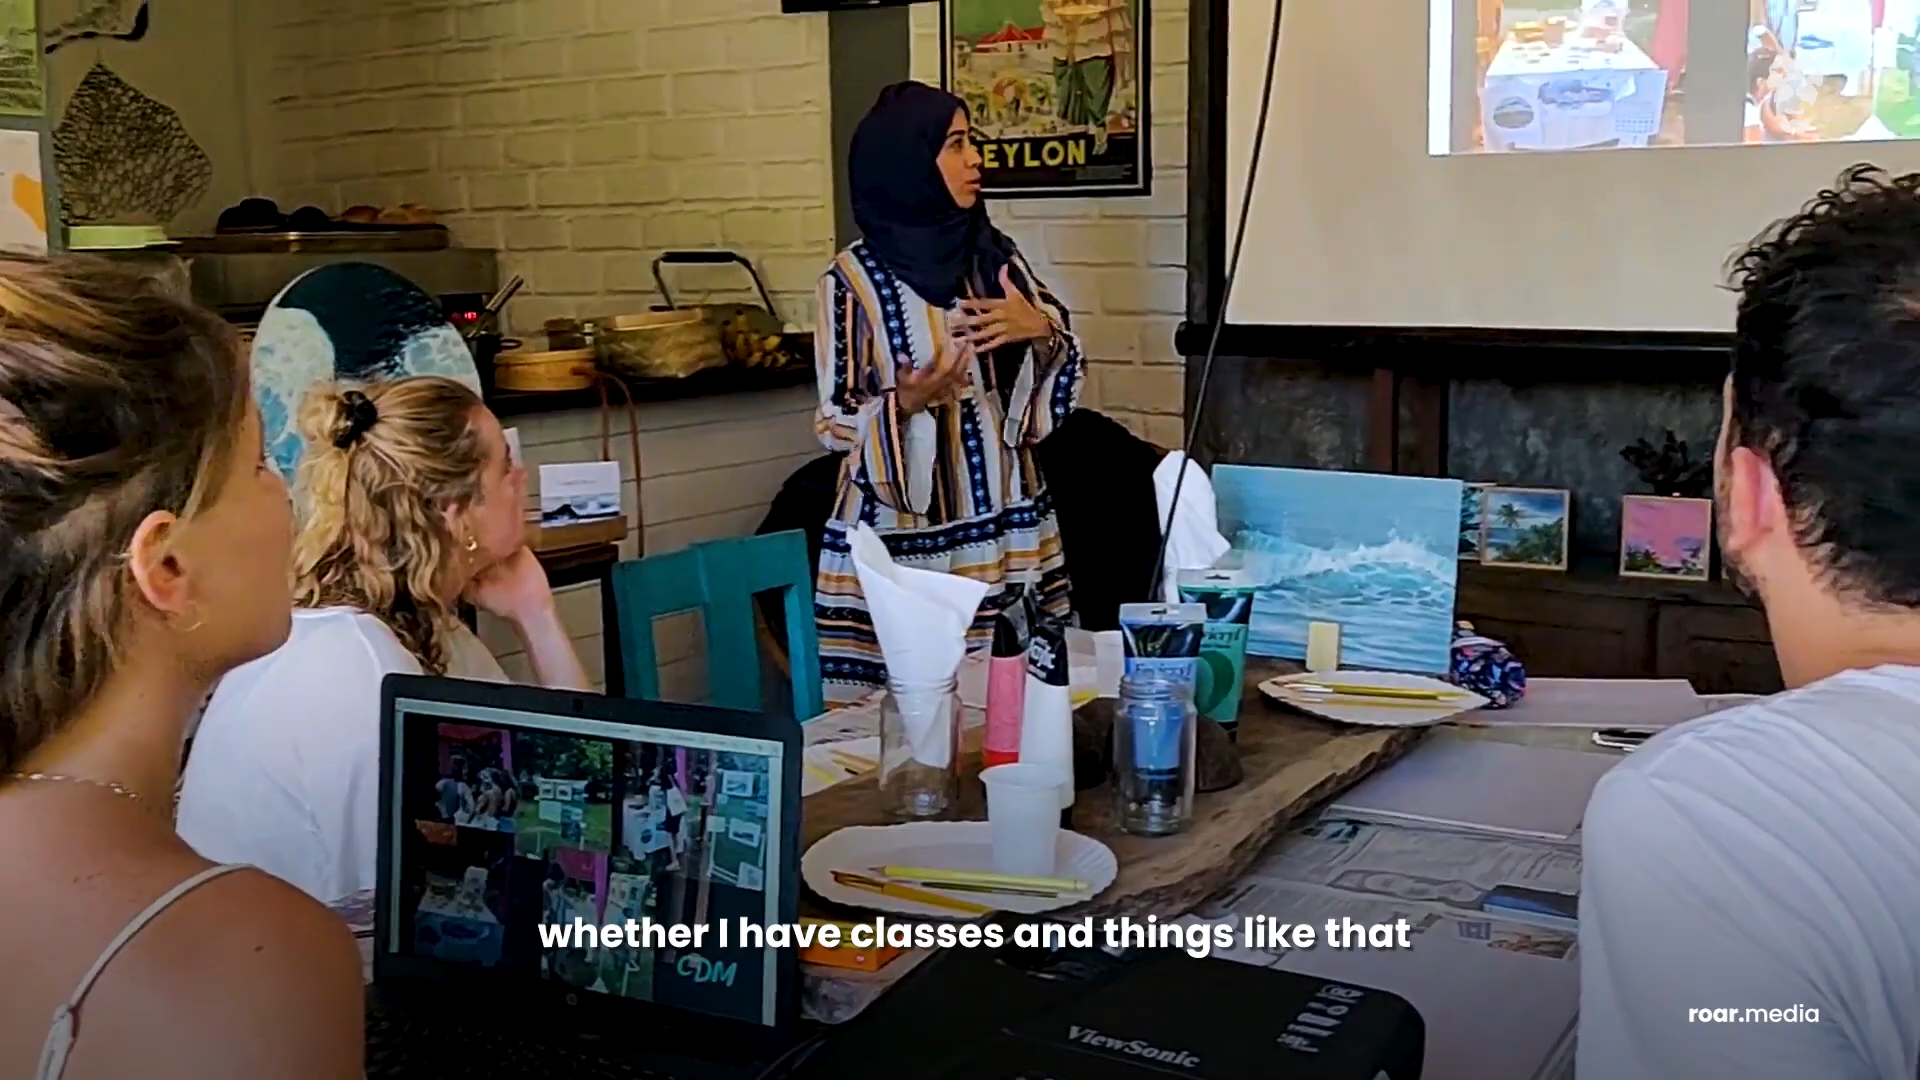 EYLON
whether I have classes and things like that
CDM
roar.media
ViewSonic